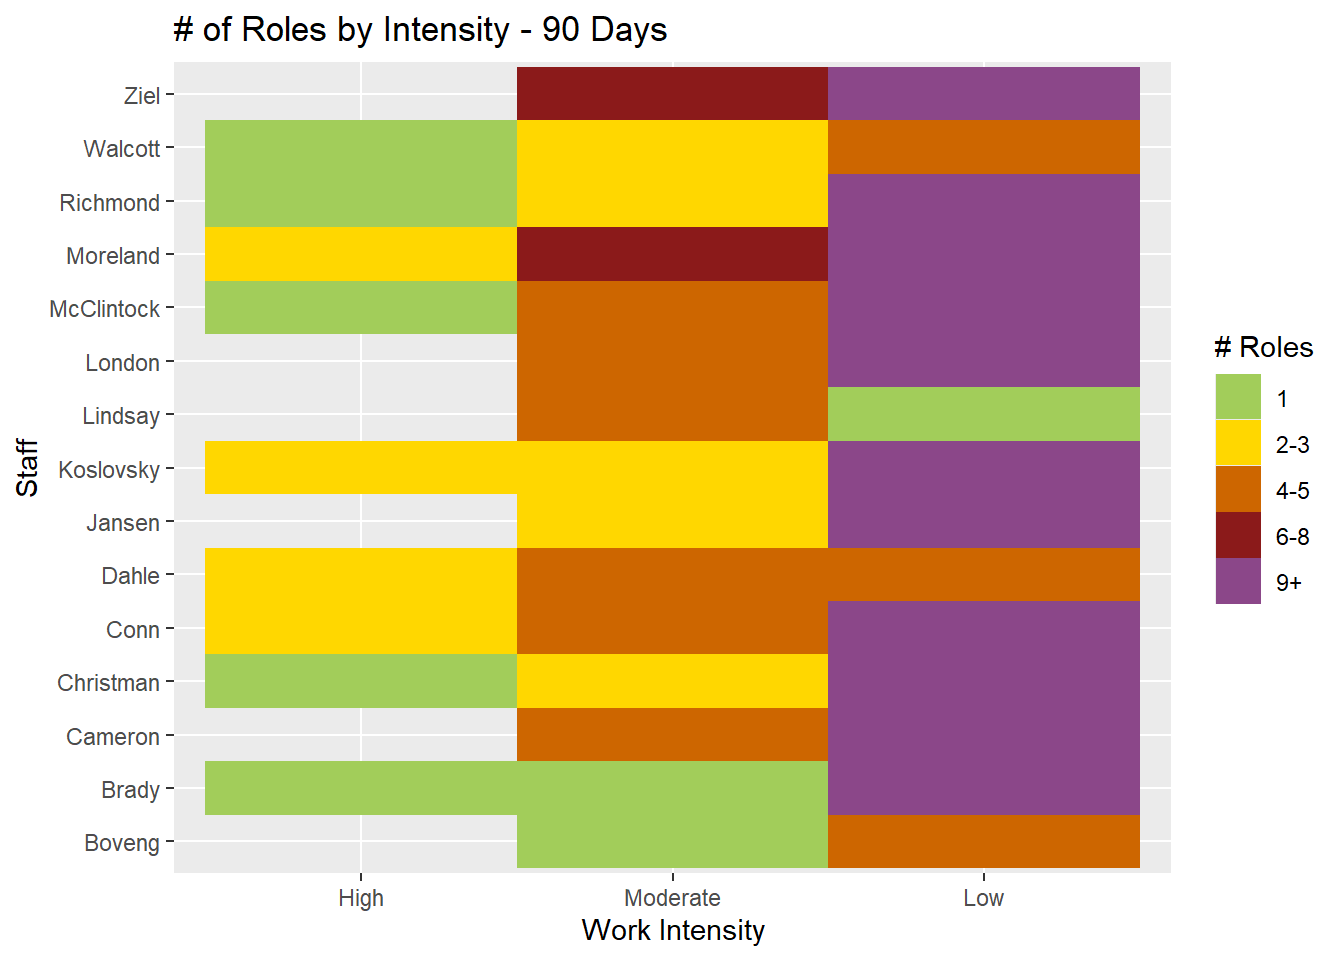 # of Roles by Intensity - 90 Days
Staff
Ziel
Walcott
Richmond
Moreland
McClintock
London
Lindsay
Koslovsky
Jansen
Dahle
Conn
Christman
Cameron
Brady
Boveng
High Moderate Low
Work Intensity
# Roles
1
2-3
4-5
6-8
9+